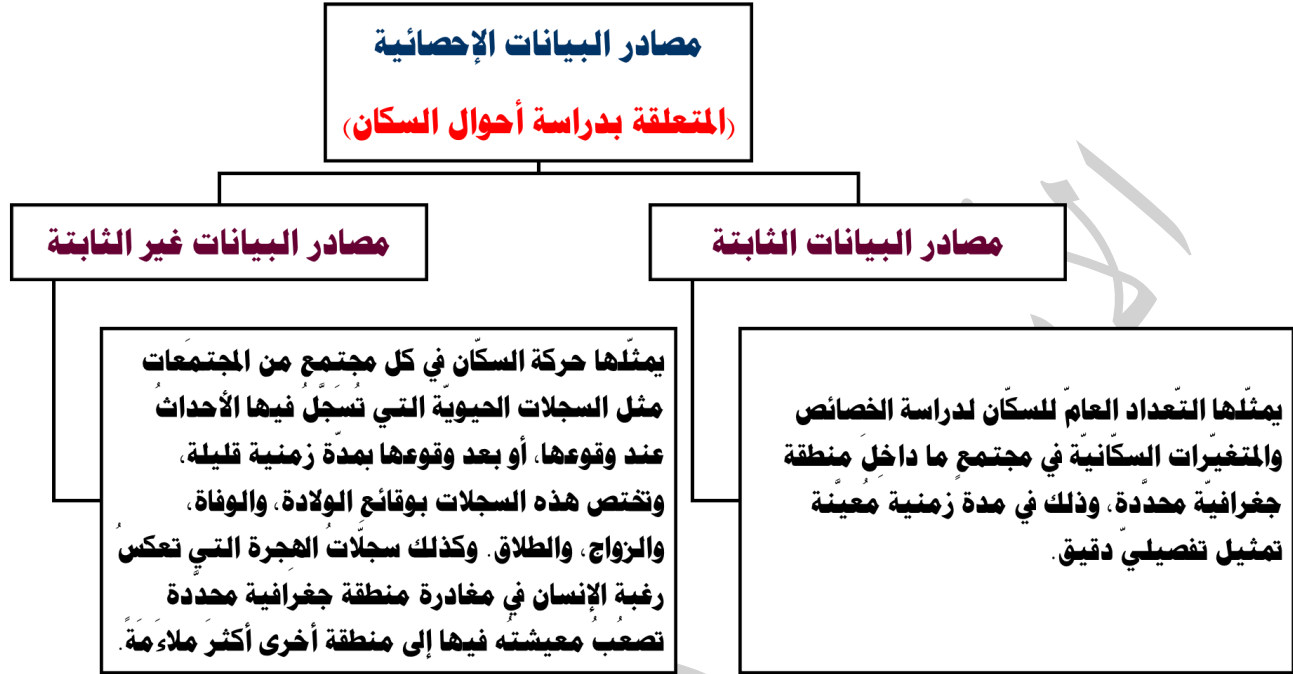 مصادر البيانات الإحصائية
(المتعلقة بدراسة أحوال السكان)
مصادر البيانات الثابتة
مصادر البيانات غير الثابتة
يمثّلها التّعداد العامّ للسكّان لدراسة الخصائص
والمتغيّرات السكّانيّة في مجتمعٍ ما داخلَ منطقة
جغرافيّة محدّدة، وذلك في مدة زمنية مُعيّنة
تمثيل تفصيليّ دقيق.
يمثّلها حركة السكّان في كل مجتمع من المجتمَعات
مثل السجلات الحيويّة التي تُسَجَّلُ فيها الأحداثُ
عند وقوعها، أو بعد وقوعها بمدّة زمنية قليلة،
وتختص هذه السجلات بوقائع الولادة، والوفاة،
والزواج، والطلاق. وكذلك سجلّاتُ الهجرة التي تعكسُ
رغبة الإنسان في مغادرة منطقة جغرافية محدّدة
تصعُبُ معيشتُه فيها إلى منطقة أخرى أكثرَ ملاءَمَةً.